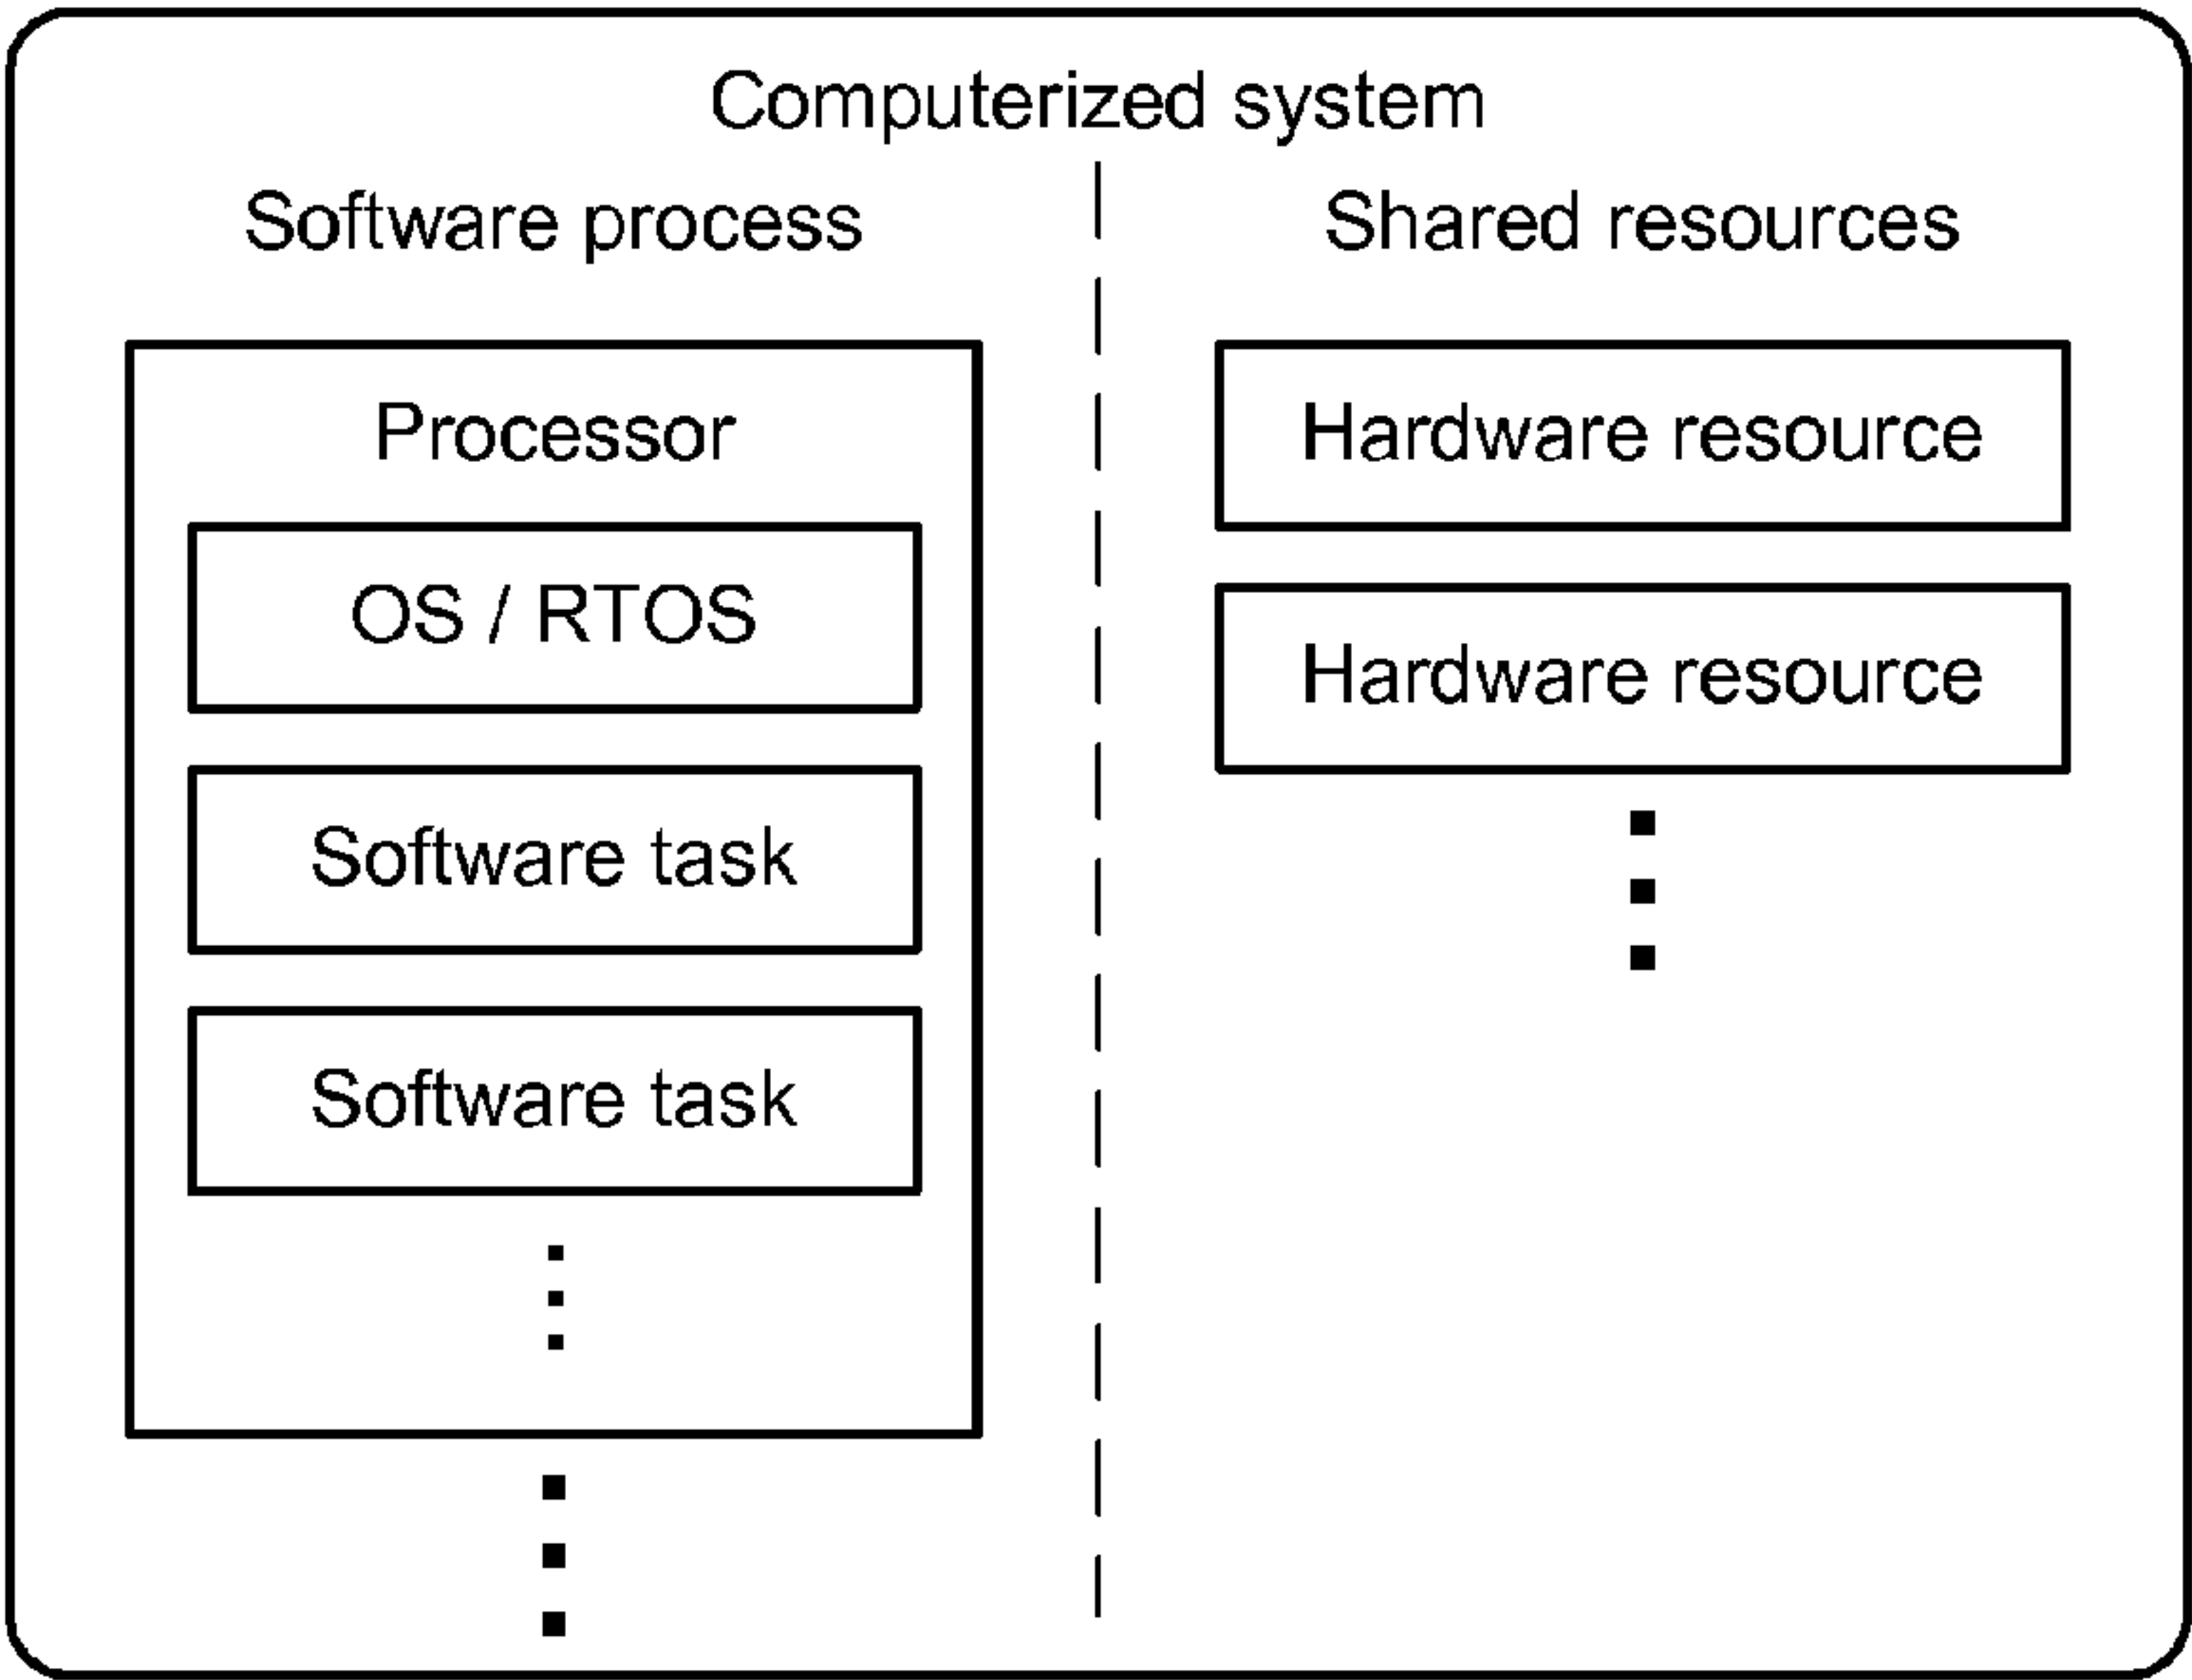 Computerized system
Software process
Shared resources
Processor
OS / RTOS
Software task
Software task
Hardware resource
Hardware resource